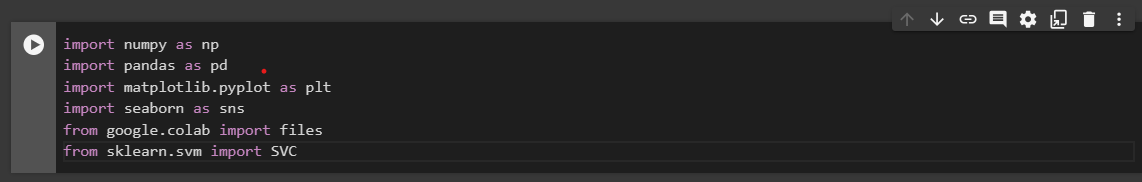 import numpy as np
import pandas as pd
import matplotlib.pyplot as plt
import seaborn as sns
from google.colab import files
from sklearn.svm import SVC